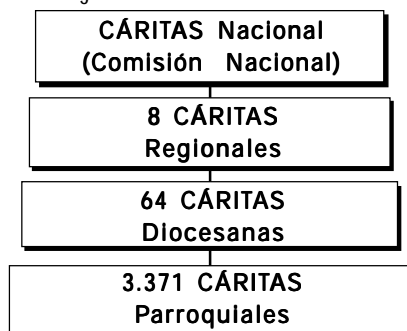 CÁRITAS Nacional
(Comisión Nacional)
8 CÁRITAS
Regionales
64 CÁRITAS
Diocesanas
3.371 CÁRITAS
Parroquiales